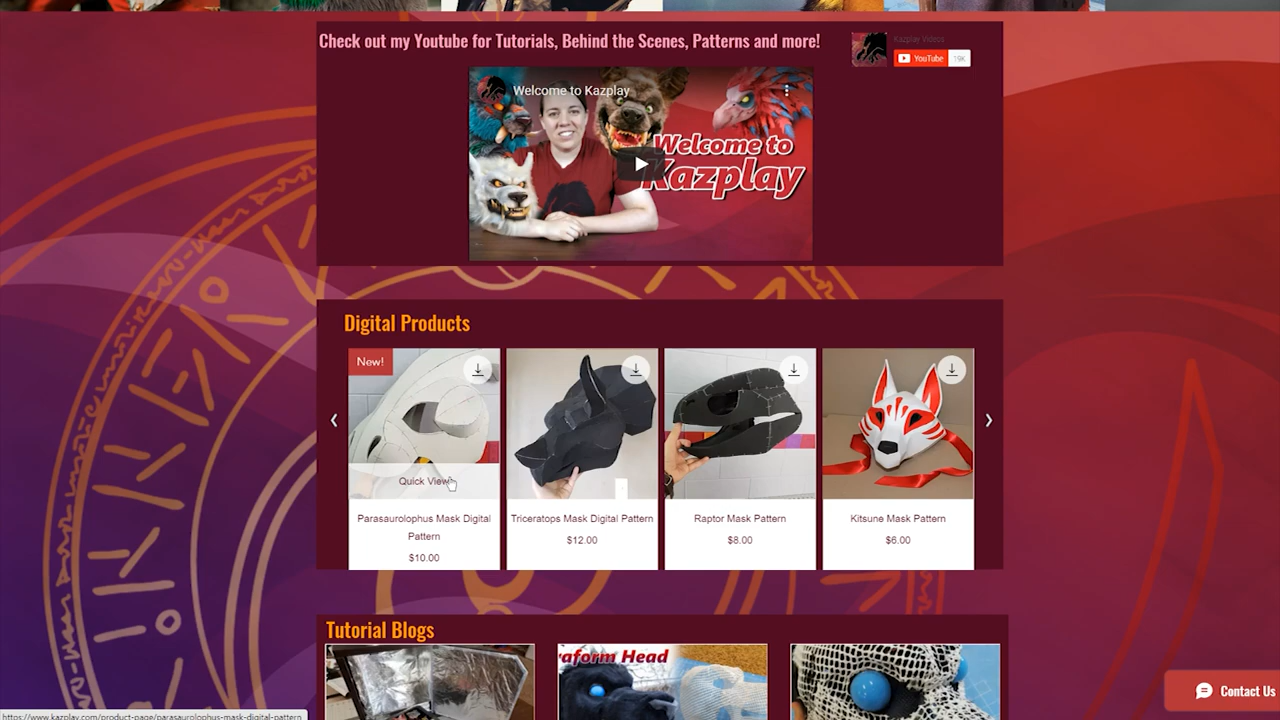 Check out my Youtube for Tutorials, Behind the Scenes, Patterns and more!
Kazplay Videos
YouTube 19K
Welcome to Kazplay
Welcome to
Kazplay
Digital Products
New!
Quick View
Parasaurolophus Mask Digital
Pattern
$10.00
Triceratops Mask Digital Pattern
$12.00
Raptor Mask Pattern
$8.00
Kitsune Mask Pattern
$6.00
Tutorial Blogs
aform Head
Contact Us
https://www.kazplay.com/product-page/parasaurolophus-mask-digital-pattern